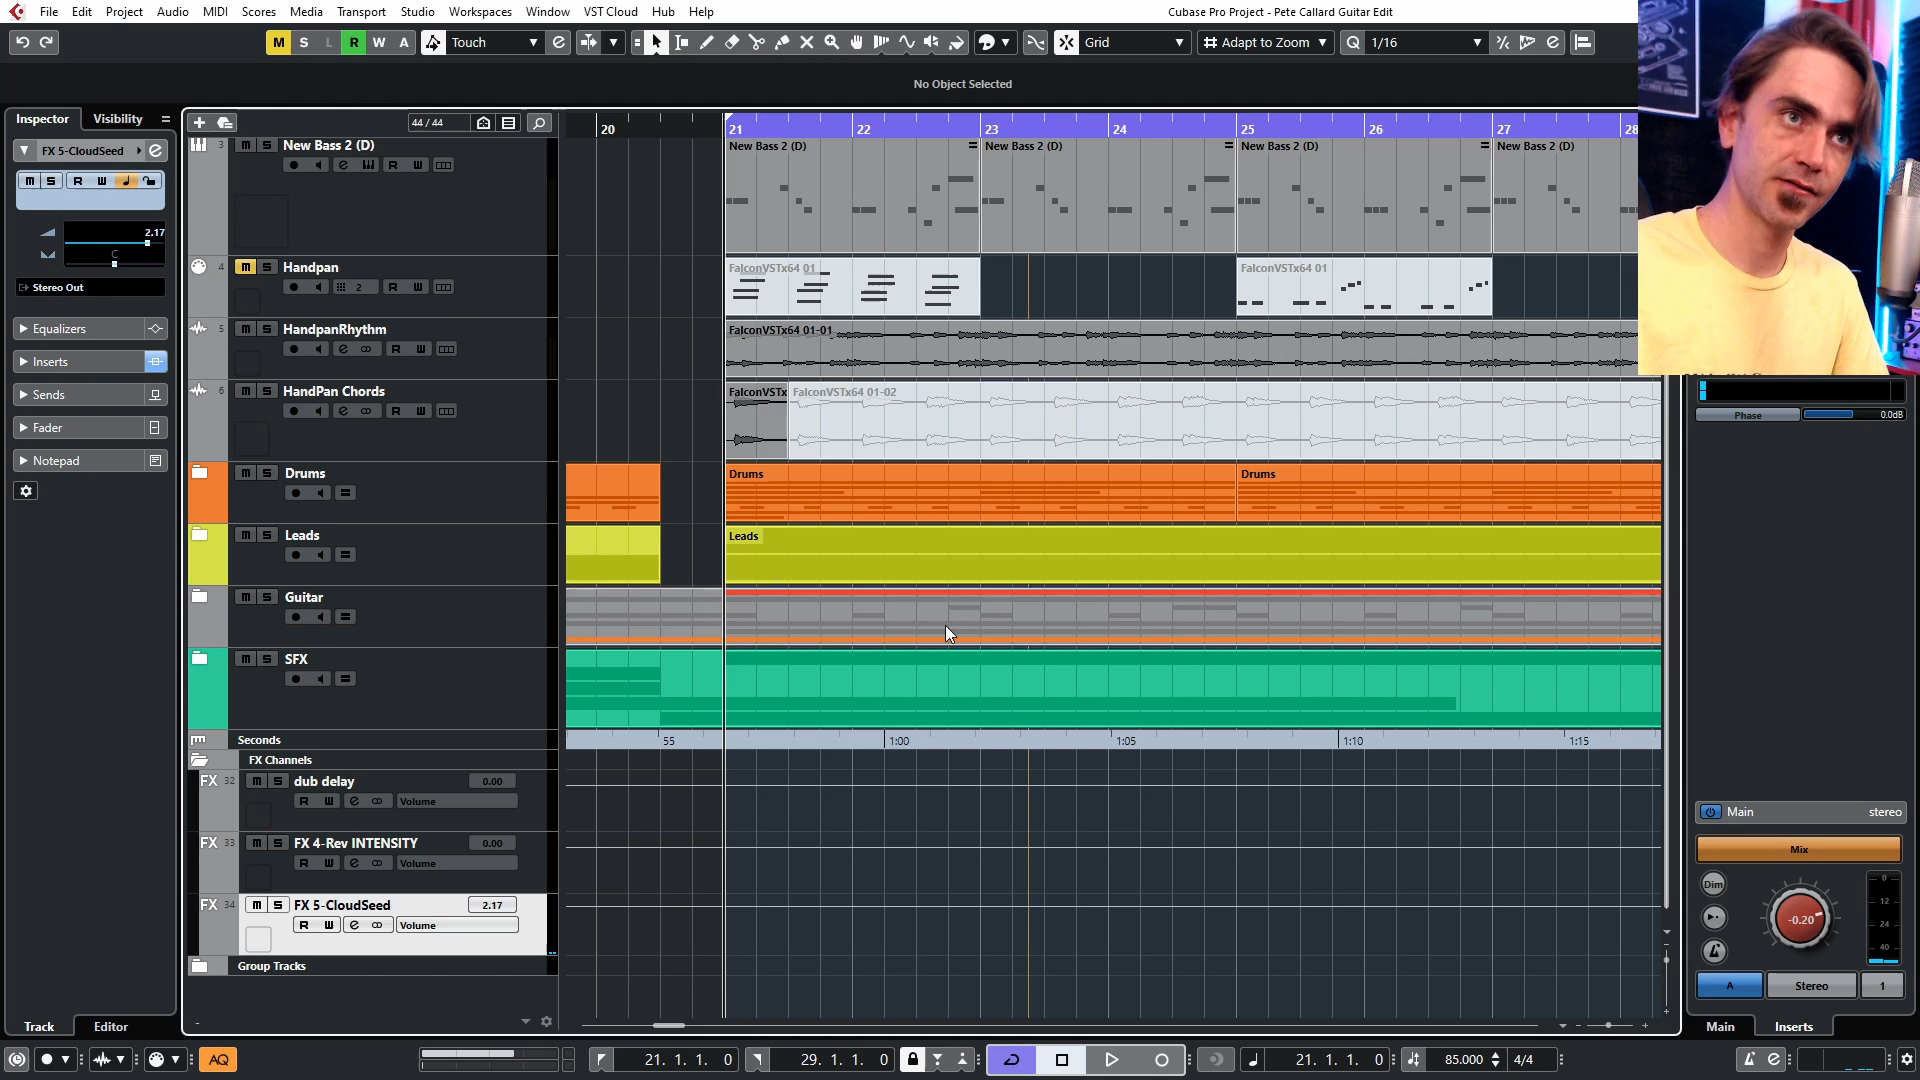 File Edit Project Audio MIDI Scores Media Transport Studio Workspaces Window VST Cloud Hub Help
Cubase Pro Project - Pete Callard Guitar Edit
M S L R W A Touch Grid Adapt to Zoom Q 1/16
No Object Selected
Inspector Visibility
44 / 44
20 21 22 23 24 25 26 27 28
FX 5-CloudSeed
M S R W
2.17
C
Stereo Out
Equalizers
Inserts
Sends
Fader
Notepad
3 M S New Bass 2 (D)
R W
New Bass 2 (D) New Bass 2 (D) New Bass 2 (D) New Bass 2 (D)
4 M S Handpan
2 R W
FalconVSTx64 01 FalconVSTx64 01
5 M S HandpanRhythm
R W
FalconVSTx64 01-01
6 M S HandPan Chords
R W
FalconVSTx FalconVSTx64 01-02
M S Drums
Drums Drums
M S Leads
Leads
M S Guitar
M S SFX
Seconds
55 1:00 1:05 1:10 1:15
FX Channels
FX 32 M S dub delay 0.00
R W Volume
FX 33 M S FX 4-Rev INTENSITY 0.00
R W Volume
FX 34 M S FX 5-CloudSeed 2.17
R W Volume
Group Tracks
Phase 0.0dB
Main stereo
Mix
Dim
-0.20
0
12
24
40
A Stereo 1
Track Editor
Main Inserts
AQ 21. 1. 1. 0 29. 1. 1. 0 21. 1. 1. 0 85.000 4/4